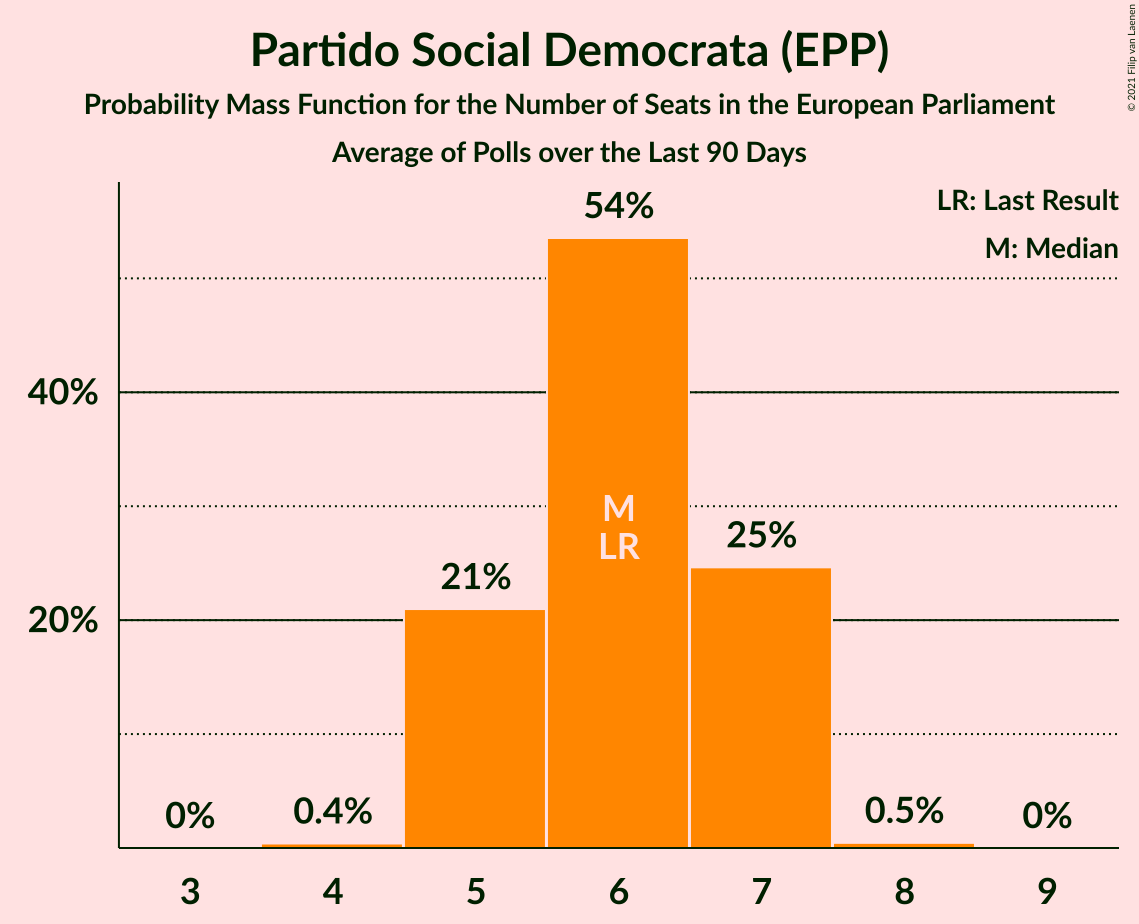 Partido Social Democrata (EPP)
Probability Mass Function for the Number of Seats in the European Parliament
Average of Polls over the Last 90 Days
© 2021 Filip van Laenen
LR: Last Result
M: Median
54%
40%
M
LR
25%
21%
20%
0%
0.4%
0.5%
0%
3
4
5
6
7
8
9